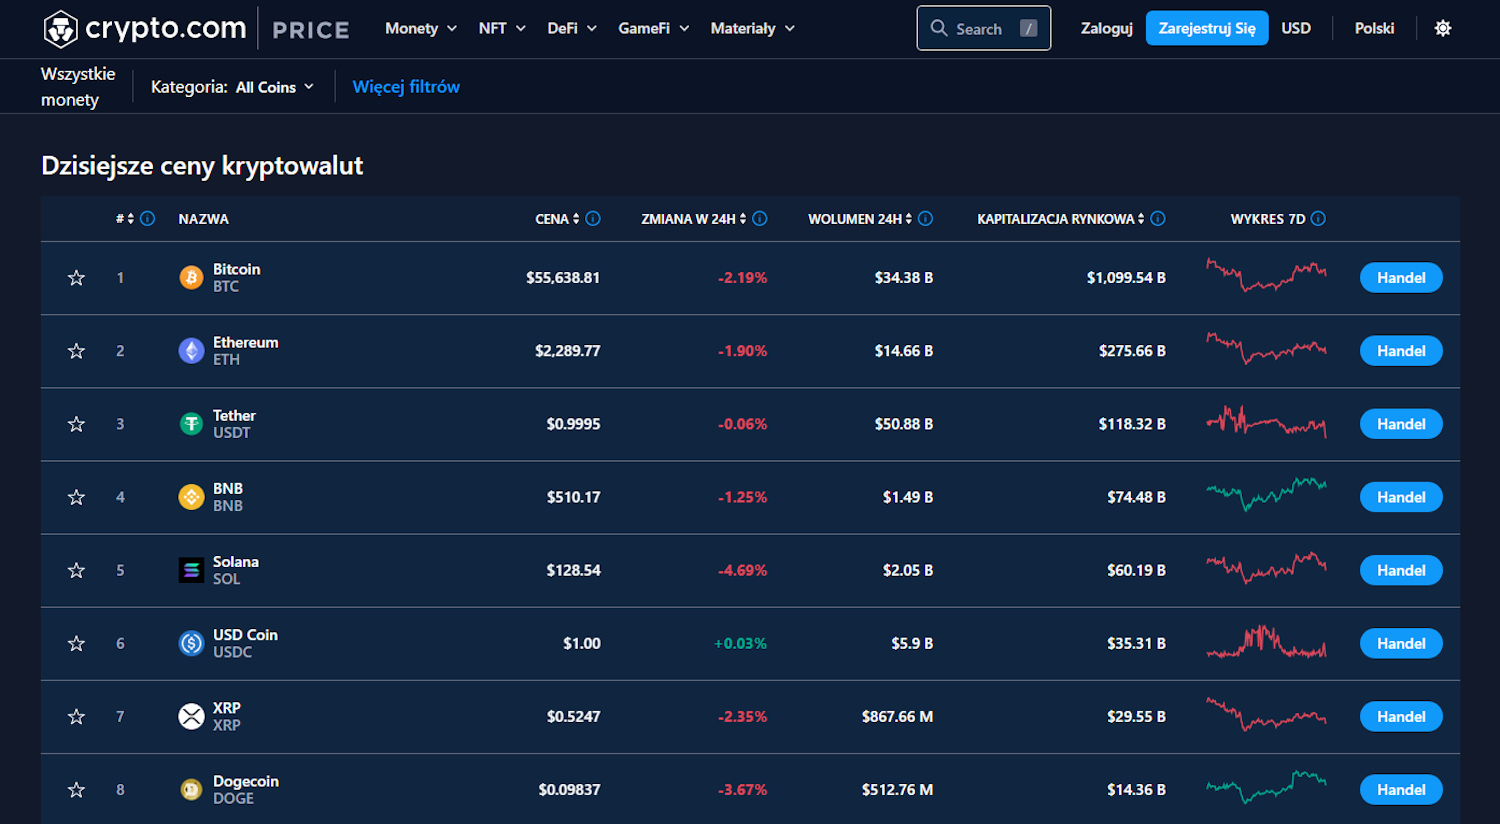 crypto.com PRICE Monety NFT DeFi GameFi Materiały Search / Zaloguj Zarejestruj Się USD Polski
Wszystkie
monety
Kategoria: All Coins Więcej filtrów
Dzisiejsze ceny kryptowalut
# NAZWA CENA ZMIANA W 24H WOLUMEN 24H KAPITALIZACJA RYNKOWA WYKRES 7D
1 Bitcoin BTC $55,638.81 -2.19% $34.38 B $1,099.54 B Handel
2 Ethereum ETH $2,289.77 -1.90% $14.66 B $275.66 B Handel
3 Tether USDT $0.9995 -0.06% $50.88 B $118.32 B Handel
4 BNB BNB $510.17 -1.25% $1.49 B $74.48 B Handel
5 Solana SOL $128.54 -4.69% $2.05 B $60.19 B Handel
6 USD Coin USDC $1.00 +0.03% $5.9 B $35.31 B Handel
7 XRP XRP $0.5247 -2.35% $867.66 M $29.55 B Handel
8 Dogecoin DOGE $0.09837 -3.67% $512.76 M $14.36 B Handel